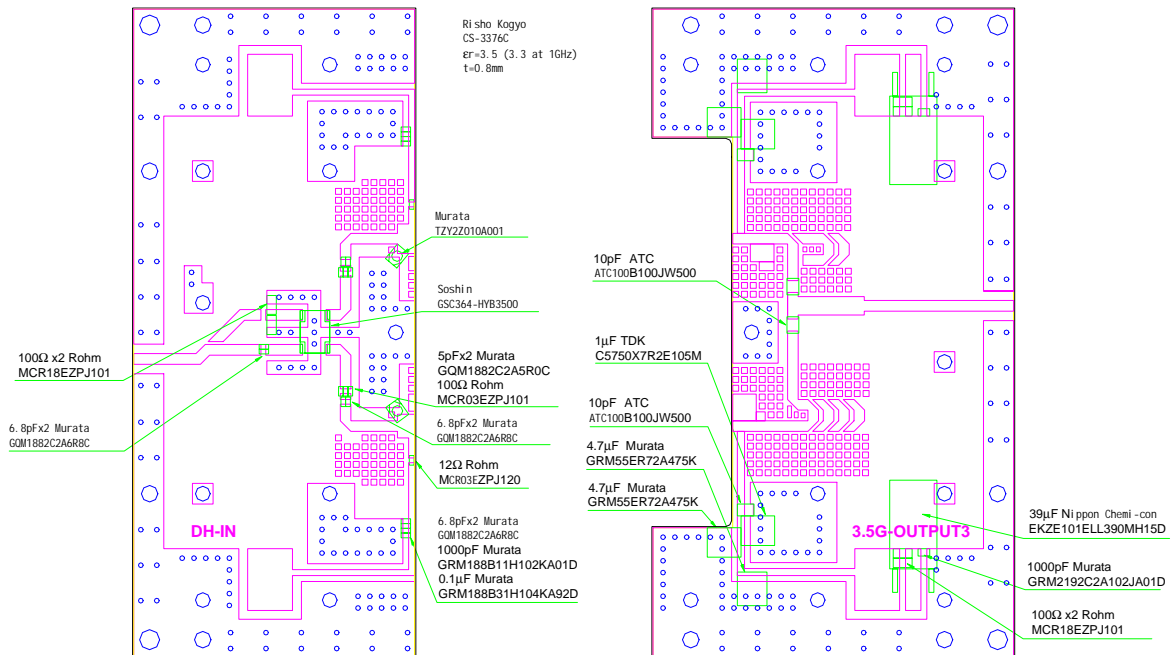 Risho Kogyo
CS-3376C
εr=3.5 (3.3 at 1GHz)
t=0.8mm
Murata
TZY2Z010A001
Soshin
GSC364-HYB3500
100Ω x2 Rohm
MCR18EZPJ101
6.8pFx2 Murata
GQM1882C2A6R8C
5pFx2 Murata
GQM1882C2A5R0C
100Ω Rohm
MCR03EZPJ101
6.8pFx2 Murata
GQM1882C2A6R8C
12Ω Rohm
MCR03EZPJ120
6.8pFx2 Murata
GQM1882C2A6R8C
1000pF Murata
GRM188B11H102KA01D
0.1µF Murata
GRM188B31H104KA92D
DH-IN
10pF ATC
ATC100B100JW500
1µF TDK
C5750X7R2E105M
10pF ATC
ATC100B100JW500
4.7µF Murata
GRM55ER72A475K
4.7µF Murata
GRM55ER72A475K
3.5G-OUTPUT3
39µF Nippon Chemi-con
EKZE101ELL390MH15D
1000pF Murata
GRM2192C2A102JA01D
100Ω x2 Rohm
MCR18EZPJ101